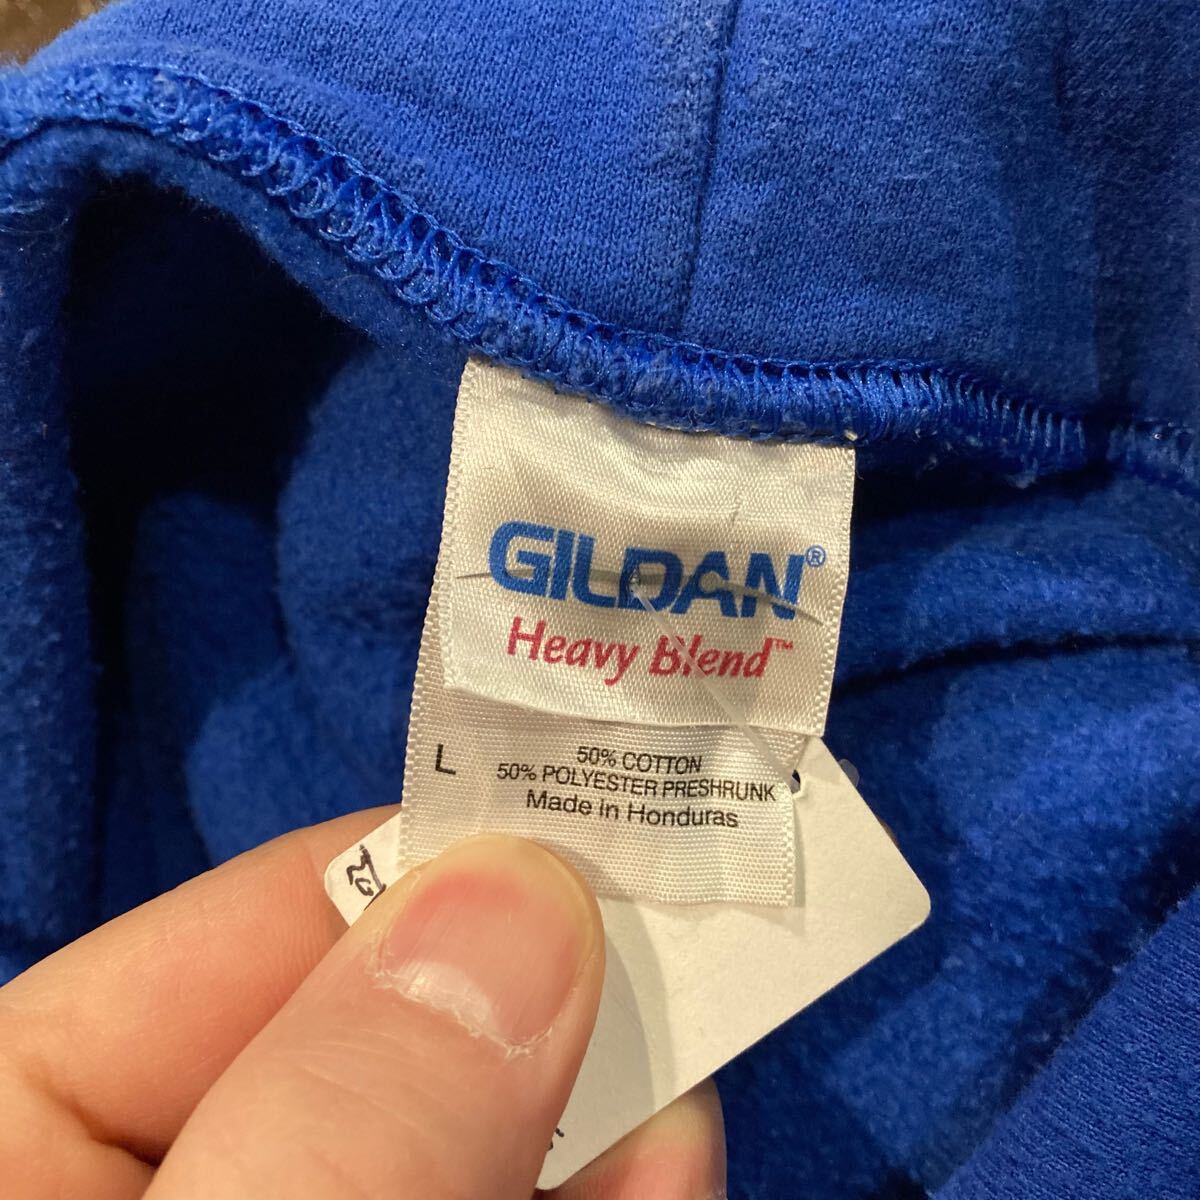 GILDAN®
Heavy Blend™
L
50% COTTON
50% POLYESTER PRESHRUNK
Made in Honduras